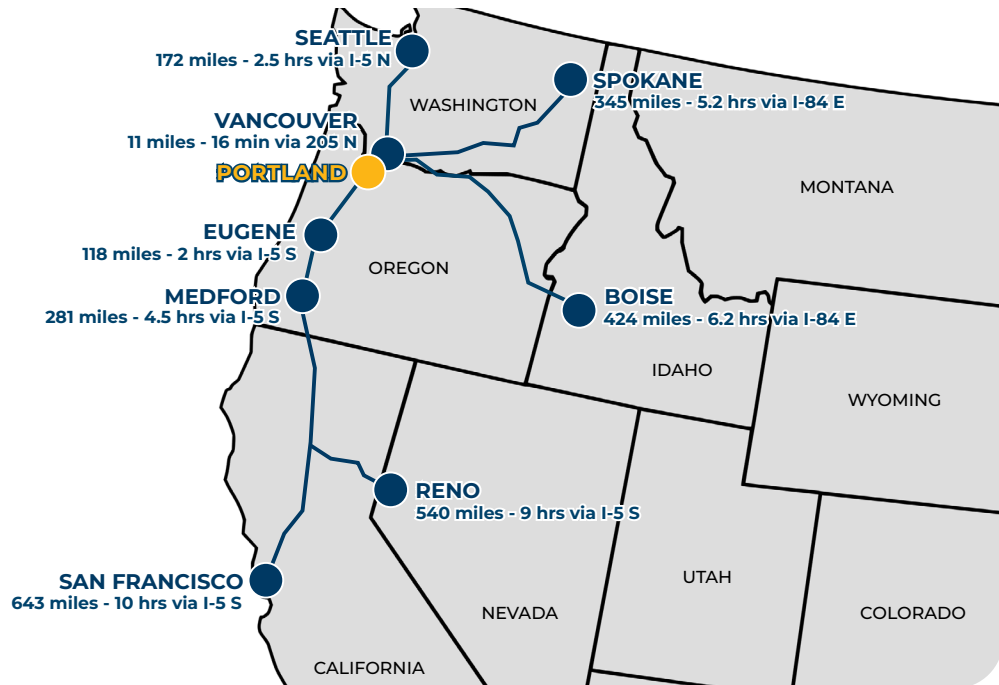 SEATTLE
172 miles - 2.5 hrs via I-5 N
SPOKANE
345 miles - 5.2 hrs via I-84 E
WASHINGTON
VANCOUVER
11 miles - 16 min via 205 N
PORTLAND
MONTANA
EUGENE
118 miles - 2 hrs via I-5 S
OREGON
MEDFORD
281 miles - 4.5 hrs via I-5 S
BOISE
424 miles - 6.2 hrs via I-84 E
IDAHO
WYOMING
RENO
540 miles - 9 hrs via I-5 S
SAN FRANCISCO
643 miles - 10 hrs via I-5 S
UTAH
NEVADA
COLORADO
CALIFORNIA